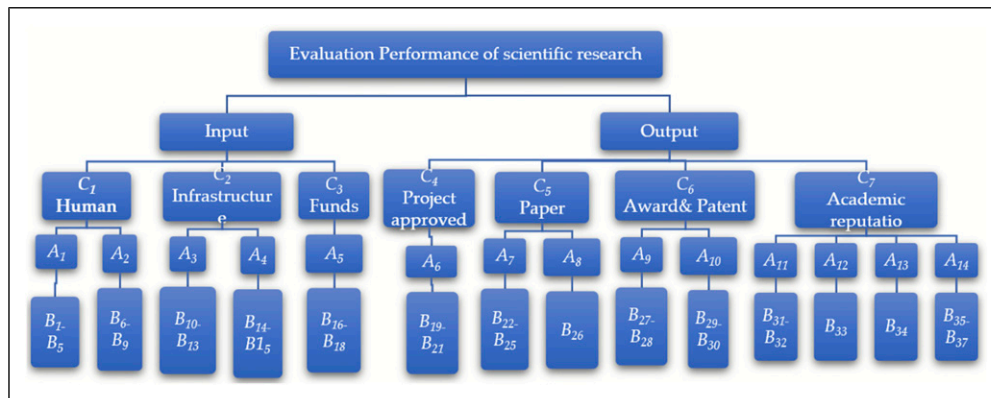 Evaluation Performance of scientific research
Input
Output
C1
Human
C2
Infrastructur
e
C3
Funds
C4
Project
approved
C5
Paper
C6
Award& Patent
C7
Academic
reputatio
A1
A2
A3
A4
A5
A6
A7
A8
A9
A10
A11
A12
A13
A14
B1-
B5
B6-
B9
B10-
B13
B14-
B15
B16-
B18
B19-
B21
B22-
B25
B26
B27-
B28
B29-
B30
B31-
B32
B33
B34
B35-
B37